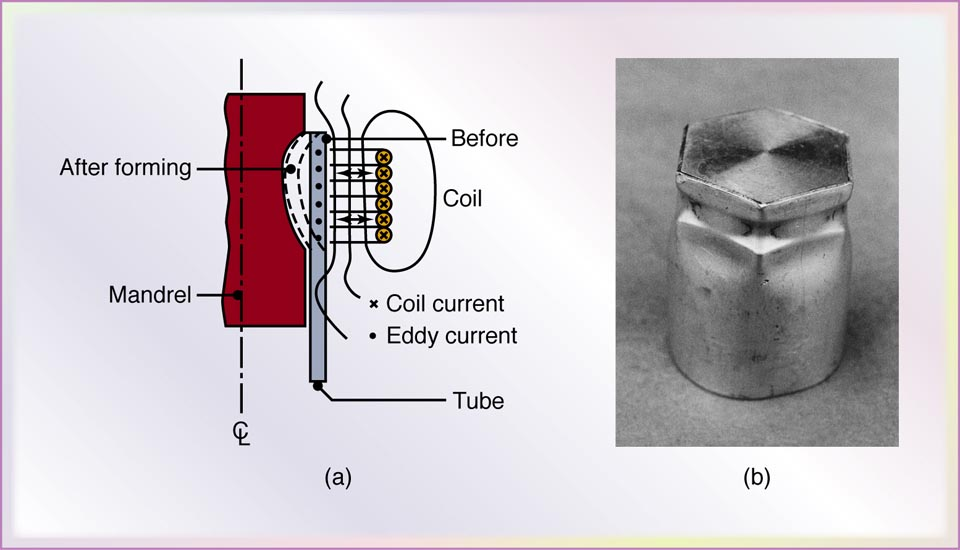 Before
After forming
Coil
Mandrel
× Coil current
• Eddy current
Tube
℄
(a)
(b)